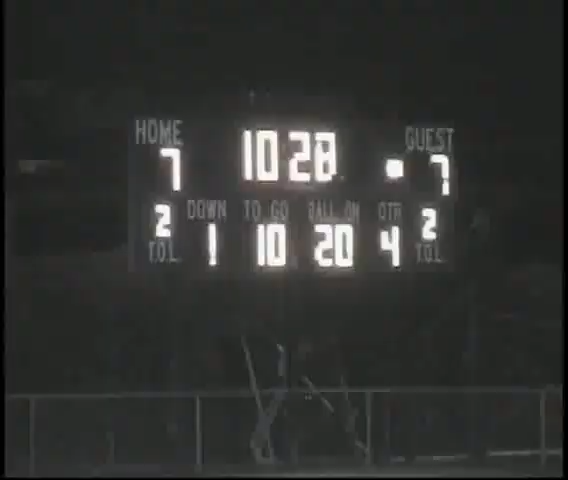 HOME 10 28 GUEST
7 7
2 DOWN TO GO BALL ON QTR 2
T.O.L. 1 10 20 4 T.O.L.